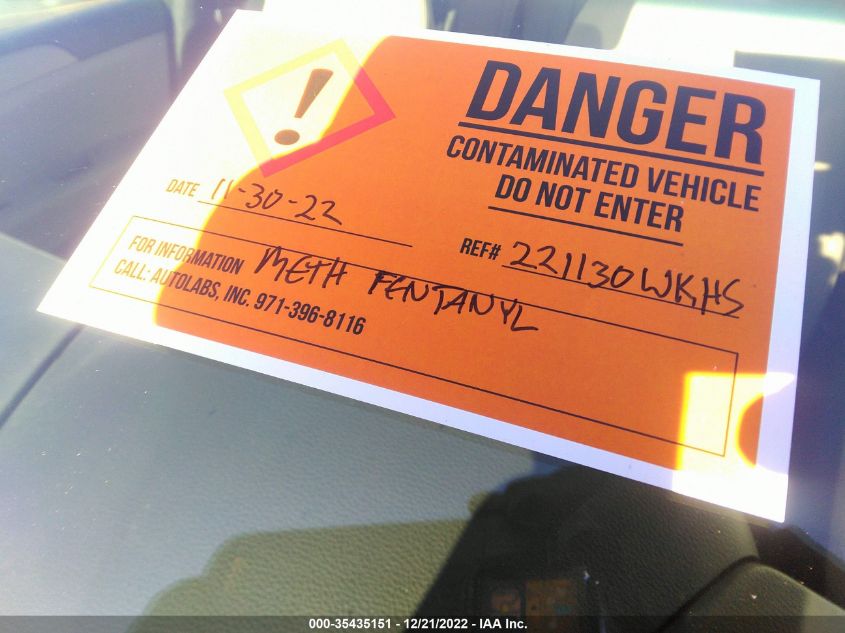 DANGER
CONTAMINATED VEHICLE
DO NOT ENTER
DATE 11-30-22
REF# 221130WKHS
FOR INFORMATION METH FENTANYL
CALL: AUTOLABS, INC. 971-396-8116
000-35435151 - 12/21/2022 - IAA Inc.